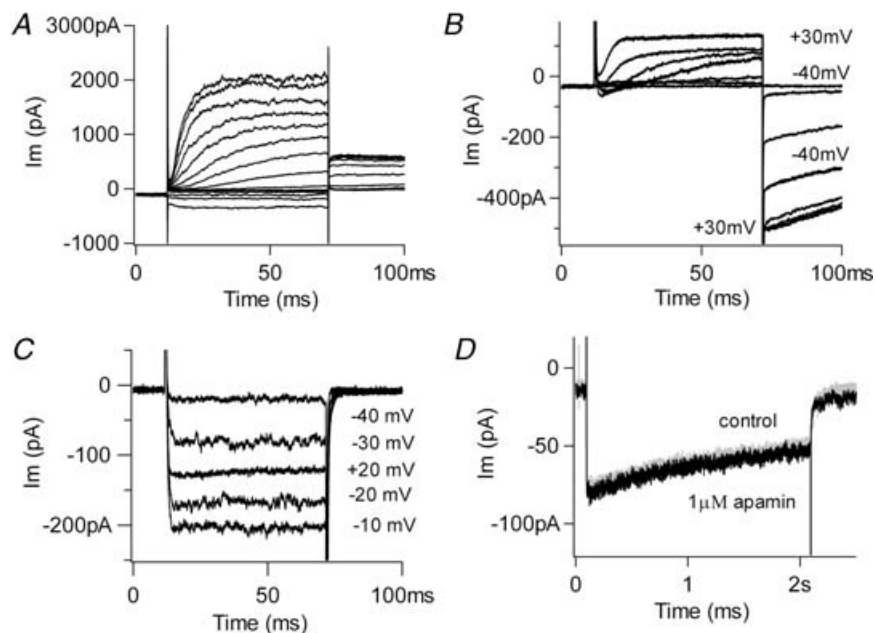 A
3000pA
2000
1000
0
-1000
Im (pA)
0
50
100ms
Time (ms)
B
+30mV
-40mV
0
-200
-400pA
Im (pA)
-40mV
+30mV
0
50
100ms
Time (ms)
C
0
-100
-200pA
Im (pA)
-40 mV
-30 mV
+20 mV
-20 mV
-10 mV
0
50
100ms
Time (ms)
D
0
-50
-100pA
Im (pA)
control
1μM apamin
0
1
2s
Time (ms)